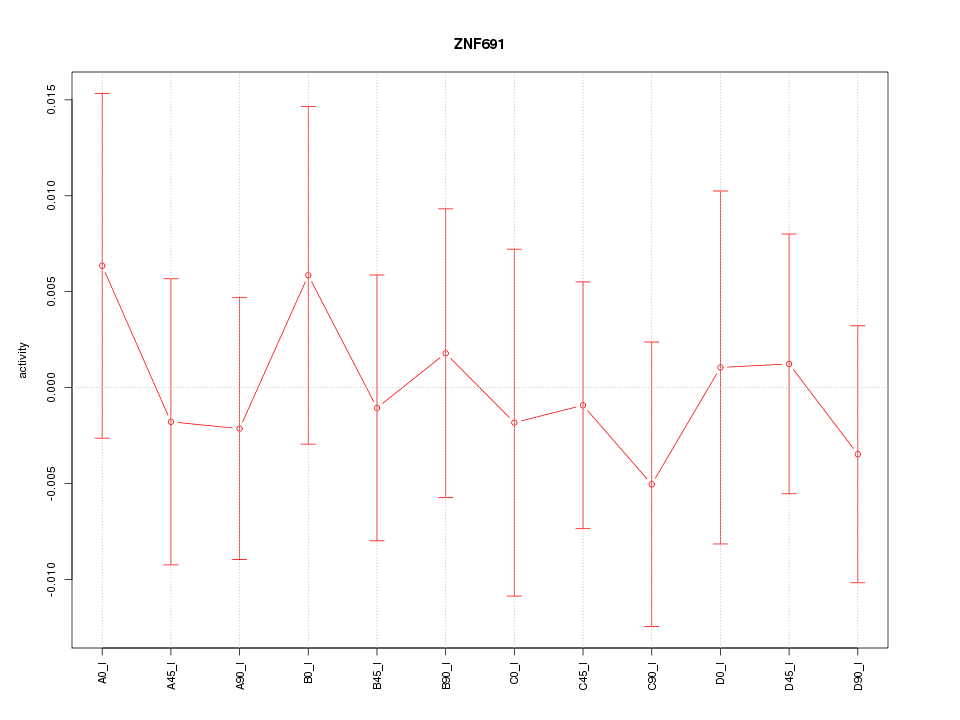 ZNF691
activity
0.015
0.010
0.005
0.000
-0.005
-0.010
A0_I
A45_I
A90_I
B0_I
B45_I
B90_I
C0_I
C45_I
C90_I
D0_I
D45_I
D90_I